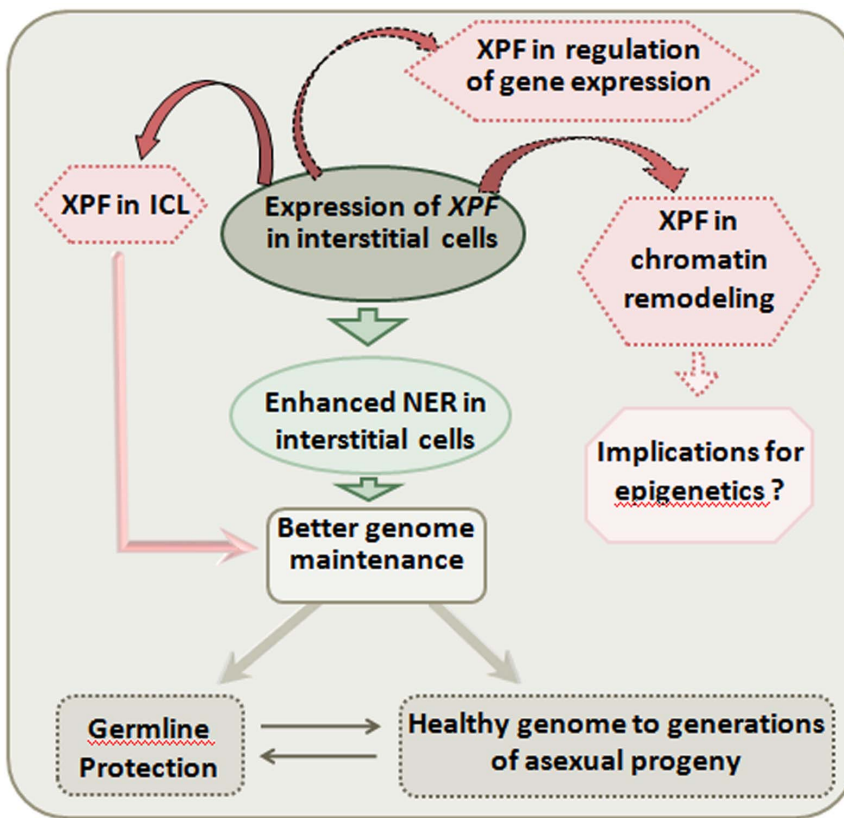 XPF in regulation
of gene expression
XPF in ICL
Expression of XPF
in interstitial cells
XPF in
chromatin
remodeling
Enhanced NER in
interstitial cells
Implications for
epigenetics ?
Better genome
maintenance
Germline
Protection
Healthy genome to generations
of asexual progeny